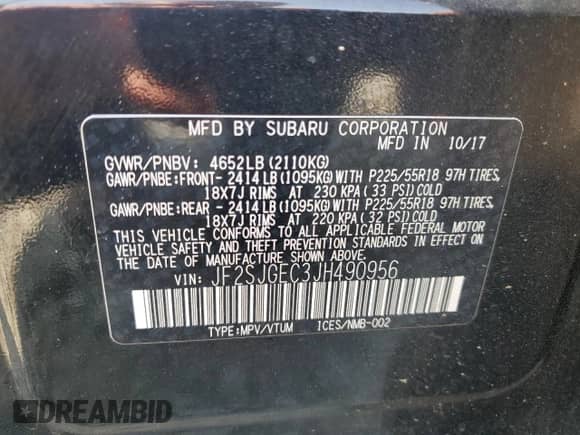 MFD BY SUBARU CORPORATION
MFD IN 10/17
GVWR/PNBV: 4652LB (2110KG)
GAWR/PNBE:FRONT- 2414LB(1095KG)WITH P225/55R18 97H TIRES,
18X7J RIMS AT 230 KPA (33 PSI)COLD
GAWR/PNBE:REAR - 2414LB(1095KG)WITH P225/55R18 97H TIRES,
18X7J RIMS AT 220 KPA (32 PSI)COLD
THIS VEHICLE CONFORMS TO ALL APPLICABLE FEDERAL MOTOR
VEHICLE SAFETY AND THEFT PREVENTION STANDARDS IN EFFECT ON
THE DATE OF MANUFACTURE SHOWN ABOVE.
VIN: JF2SJGEC3JH490956
TYPE:MPV/VTUM ICES/NMB-002
DREAMBID